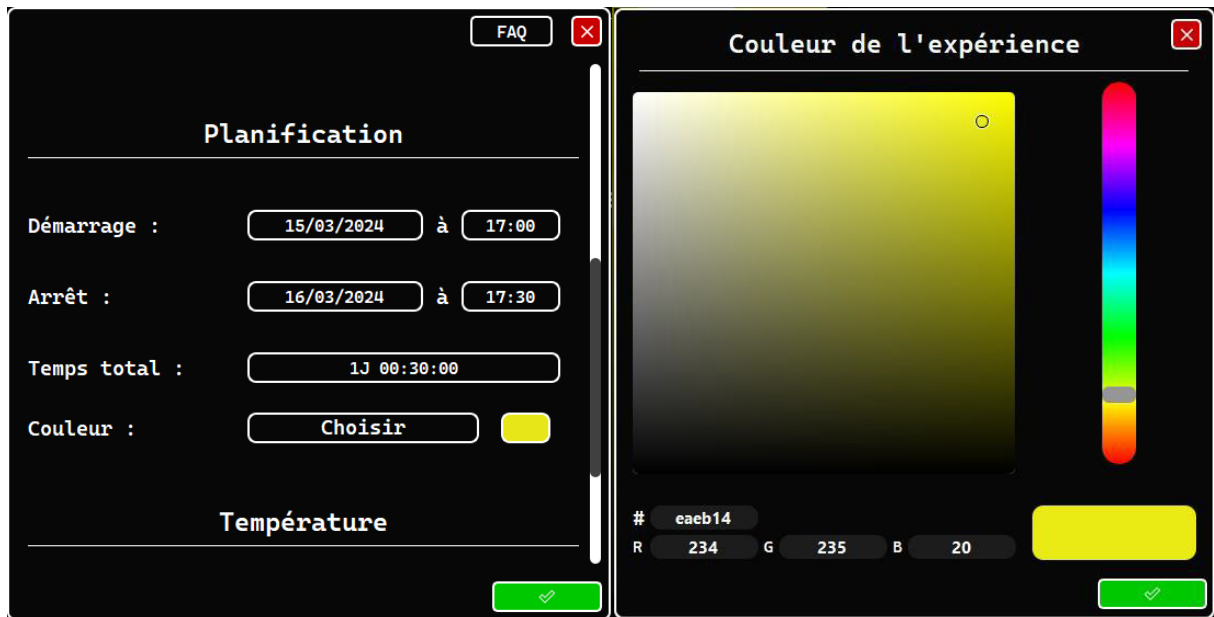 FAQ
Planification
Démarrage : 15/03/2024 à 17:00
Arrêt : 16/03/2024 à 17:30
Temps total : 1J 00:30:00
Couleur : Choisir
Température
Couleur de l'expérience
# eaeb14
R 234 G 235 B 20